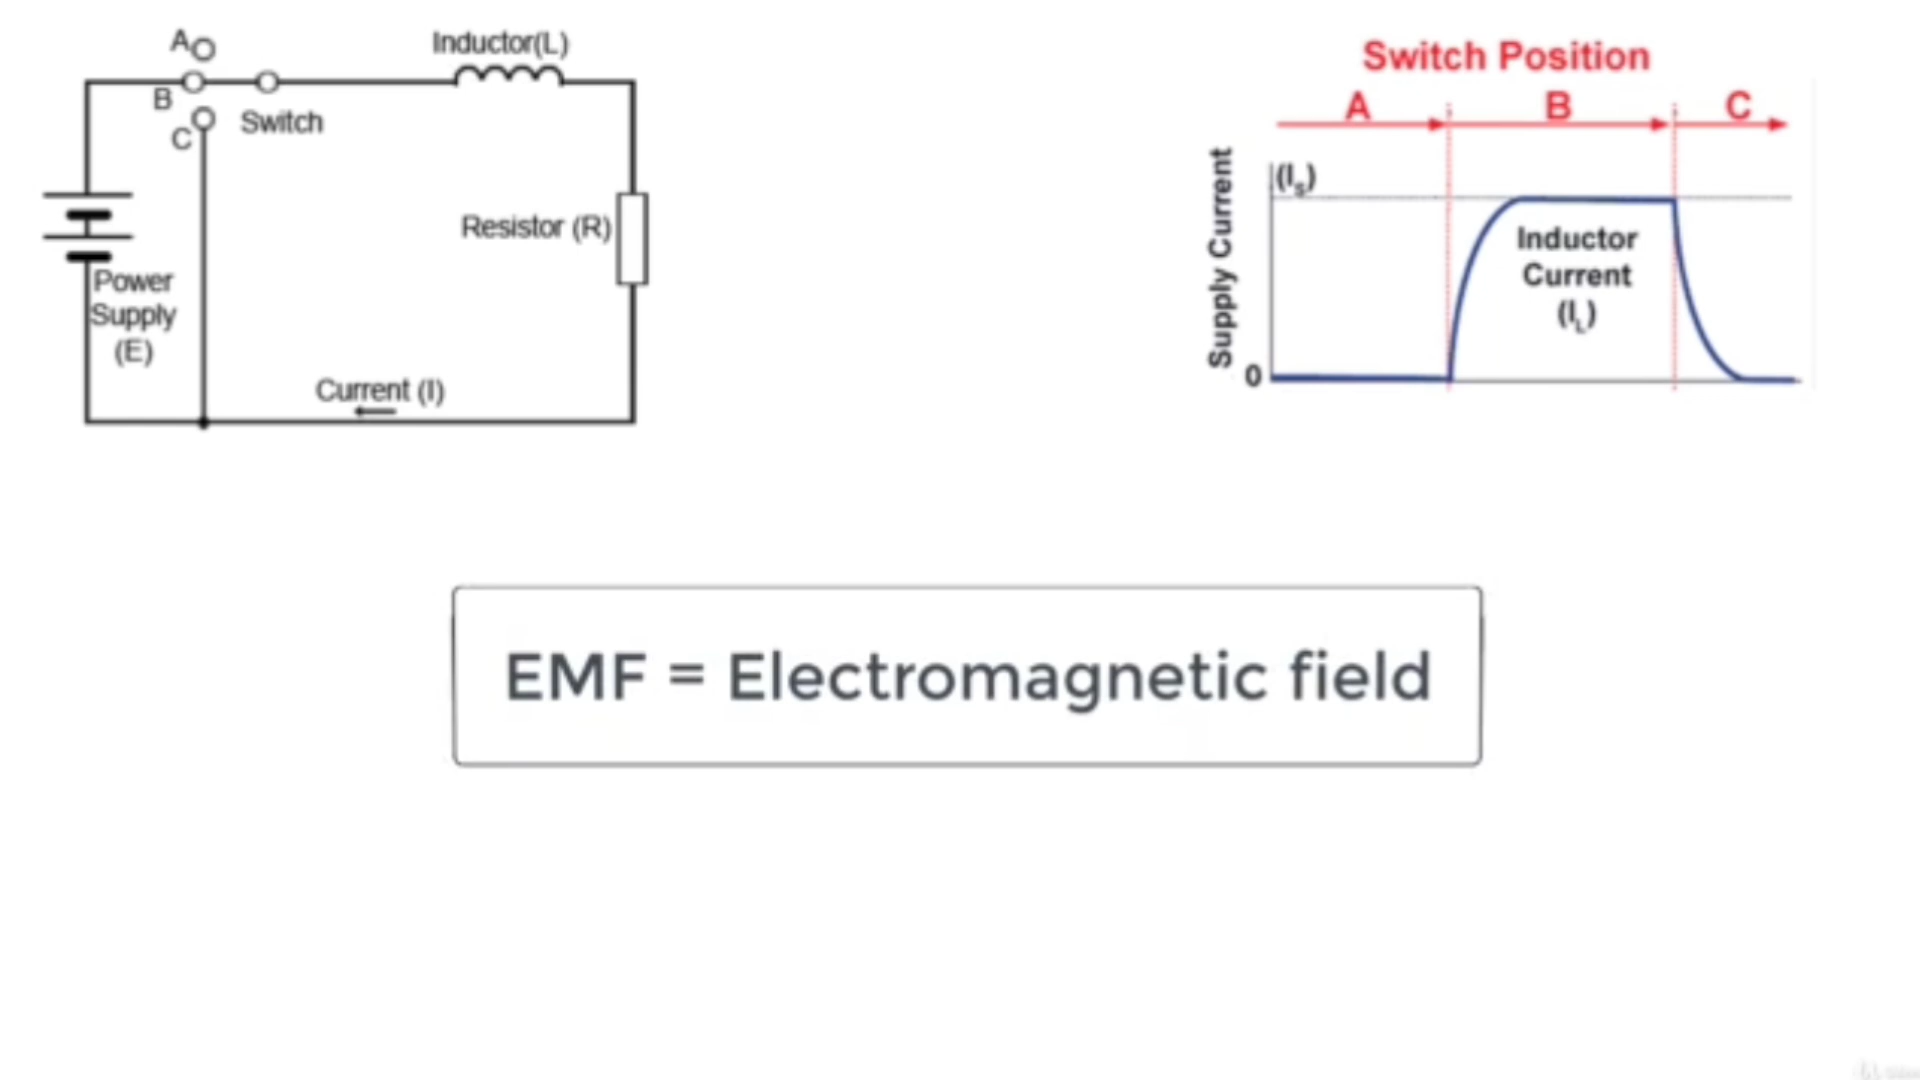 A
B
C
Switch
Inductor(L)
Resistor (R)
Power
Supply
(E)
Current (I)
Switch Position
A B C
Supply Current
(Is)
0
Inductor
Current
(IL)
EMF = Electromagnetic field